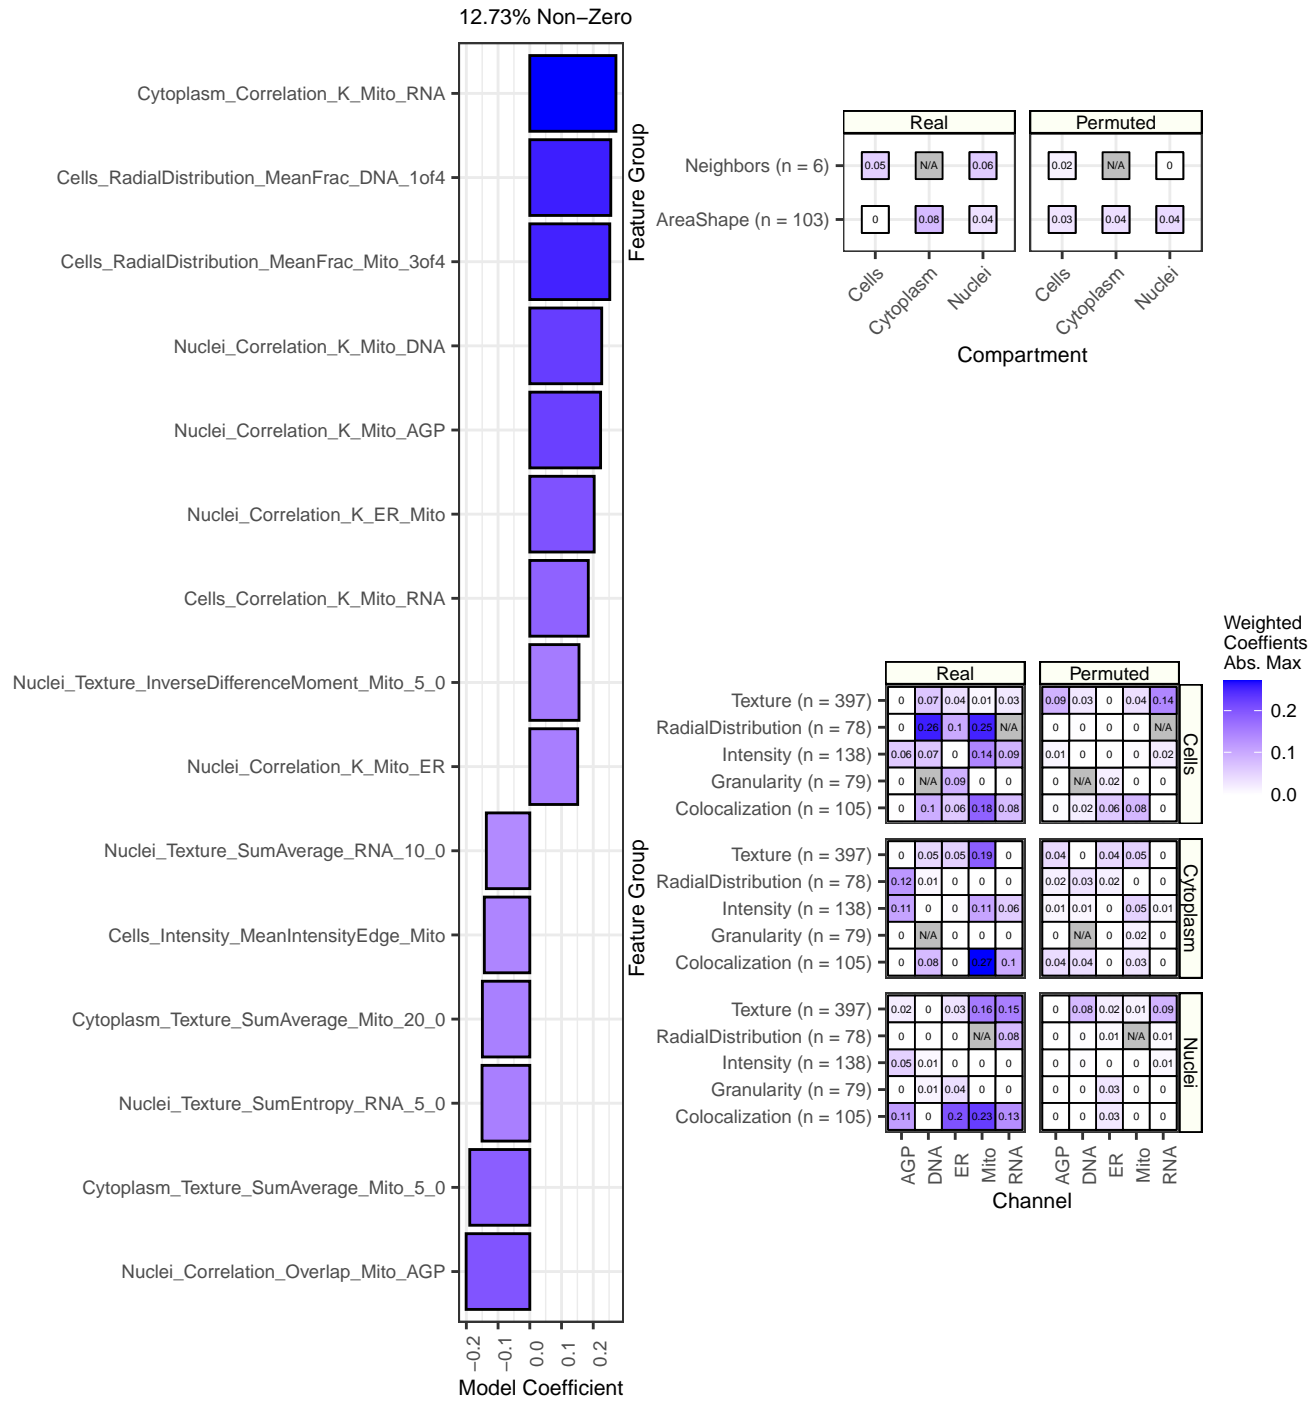 12.73% Non−Zero
Cytoplasm_Correlation_K_Mito_RNA
Cells_RadialDistribution_MeanFrac_DNA_1of4
Cells_RadialDistribution_MeanFrac_Mito_3of4
Nuclei_Correlation_K_Mito_DNA
Nuclei_Correlation_K_Mito_AGP
Nuclei_Correlation_K_ER_Mito
Cells_Correlation_K_Mito_RNA
Nuclei_Texture_InverseDifferenceMoment_Mito_5_0
Nuclei_Correlation_K_Mito_ER
Nuclei_Texture_SumAverage_RNA_10_0
Cells_Intensity_MeanIntensityEdge_Mito
Cytoplasm_Texture_SumAverage_Mito_20_0
Nuclei_Texture_SumEntropy_RNA_5_0
Cytoplasm_Texture_SumAverage_Mito_5_0
Nuclei_Correlation_Overlap_Mito_AGP
−0.2 −0.1 0.0 0.1 0.2
Model Coefficient
Feature Group
Real Permuted
Neighbors (n = 6) 0.05 N/A 0.06 0.02 N/A 0
AreaShape (n = 103) 0 0.08 0.04 0.03 0.04 0.04
Cells Cytoplasm Nuclei Cells Cytoplasm Nuclei
Compartment
Feature Group
Real Permuted
Texture (n = 397) 0 0.07 0.04 0.01 0.03 0.09 0.03 0 0.04 0.14
RadialDistribution (n = 78) 0 0.26 0.1 0.25 N/A 0 0 0 0 N/A
Intensity (n = 138) 0.06 0.07 0 0.14 0.09 0.01 0 0 0 0.02
Granularity (n = 79) 0 N/A 0.09 0 0 0 N/A 0.02 0 0
Colocalization (n = 105) 0 0.1 0.06 0.18 0.08 0 0.02 0.06 0.08 0
Cells
Texture (n = 397) 0 0.05 0.05 0.19 0 0.04 0 0.04 0.05 0
RadialDistribution (n = 78) 0.12 0.01 0 0 0 0.02 0.03 0.02 0 0
Intensity (n = 138) 0.11 0 0 0.11 0.06 0.01 0.01 0 0.05 0.01
Granularity (n = 79) 0 N/A 0 0 0 0 N/A 0 0.02 0
Colocalization (n = 105) 0 0.08 0 0.27 0.1 0.04 0.04 0 0.03 0
Cytoplasm
Texture (n = 397) 0.02 0 0.03 0.16 0.15 0 0.08 0.02 0.01 0.09
RadialDistribution (n = 78) 0 0 0 N/A 0.08 0 0 0.01 N/A 0.01
Intensity (n = 138) 0.05 0.01 0 0 0 0 0 0 0 0.01
Granularity (n = 79) 0 0.01 0.04 0 0 0 0 0.03 0 0
Colocalization (n = 105) 0.11 0 0.2 0.23 0.13 0 0 0.03 0 0
Nuclei
AGP DNA ER Mito RNA AGP DNA ER Mito RNA
Channel
Weighted
Coeffients
Abs. Max
0.2
0.1
0.0